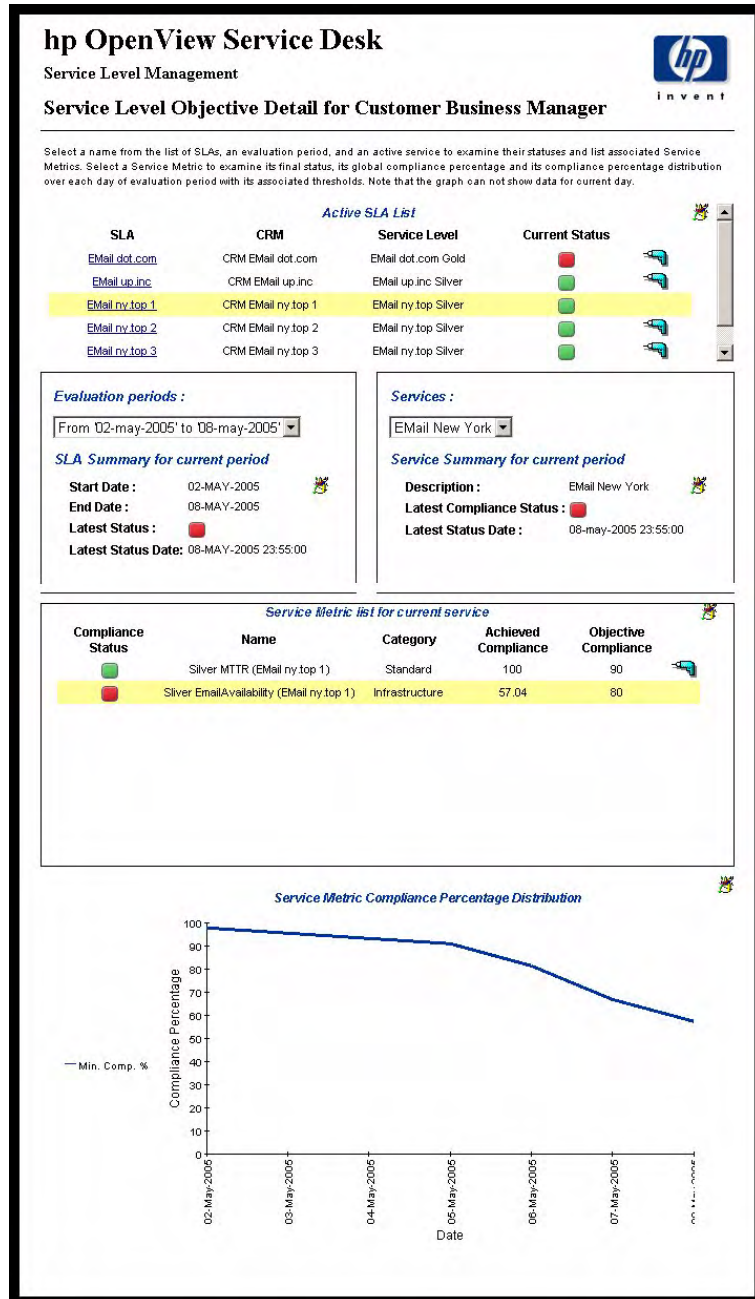 hp OpenView Service Desk
Service Level Management
Service Level Objective Detail for Customer Business Manager
hp
invent
Select a name from the list of SLAs, an evaluation period, and an active service to examine their statuses and list associated Service
Metrics. Select a Service Metric to examine its final status, its global compliance percentage and its compliance percentage distribution
over each day of evaluation period with its associated thresholds. Note that the graph can not show data for current day.
Active SLA List
SLA CRM Service Level Current Status
EMail dot.com CRM EMail dot.com EMail dot.com Gold
EMail up.inc CRM EMail up.inc EMail up.inc Silver
EMail ny.top 1 CRM EMail ny.top 1 EMail ny.top Silver
EMail ny.top 2 CRM EMail ny.top 2 EMail ny.top Silver
EMail ny.top 3 CRM EMail ny.top 3 EMail ny.top Silver
Evaluation periods :
From '02-may-2005' to '08-may-2005'
SLA Summary for current period
Start Date : 02-MAY-2005
End Date : 08-MAY-2005
Latest Status :
Latest Status Date: 08-MAY-2005 23:55:00
Services :
EMail New York
Service Summary for current period
Description : EMail New York
Latest Compliance Status :
Latest Status Date : 08-may-2005 23:55:00
Service Metric list for current service
Compliance Status Name Category Achieved Compliance Objective Compliance
Silver MTTR (EMail ny.top 1) Standard 100 90
Sliver EmailAvailability (EMail ny.top 1) Infrastructure 57.04 80
Service Metric Compliance Percentage Distribution
100
90
80
70
60
50
40
30
20
10
0
Compliance Percentage
Min. Comp. %
02-May-2005
03-May-2005
04-May-2005
05-May-2005
06-May-2005
07-May-2005
Date